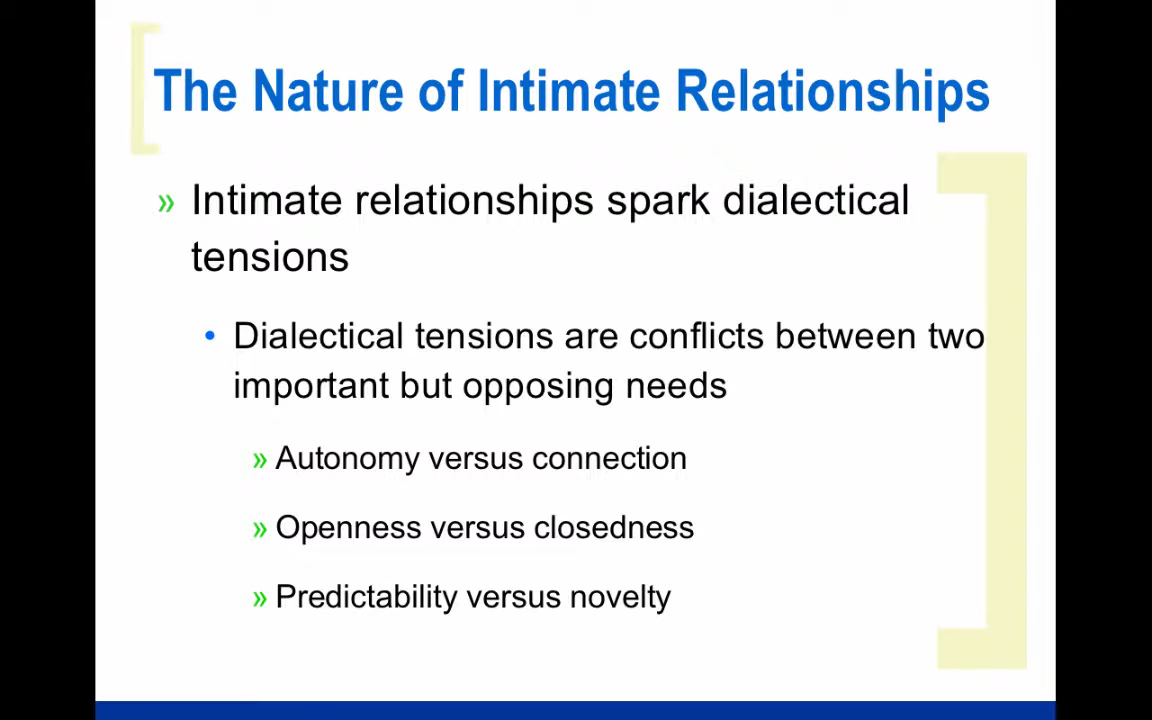 The Nature of Intimate Relationships
» Intimate relationships spark dialectical
tensions
• Dialectical tensions are conflicts between two
important but opposing needs
» Autonomy versus connection
» Openness versus closedness
» Predictability versus novelty